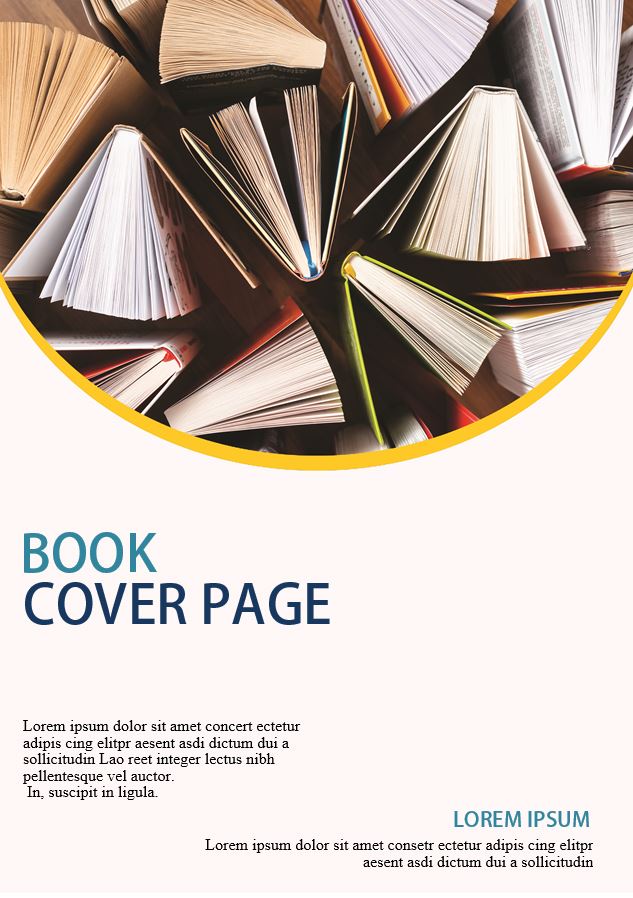 BOOK
COVER PAGE
Lorem ipsum dolor sit amet concert ectetur
adipis cing elitpr aesent asdi dictum dui a
sollicitudin Lao reet integer lectus nibh
pellentesque vel auctor.
In, suscipit in ligula.
LOREM IPSUM
Lorem ipsum dolor sit amet consetr ectetur adipis cing elitpr
aesent asdi dictum dui a sollicitudin